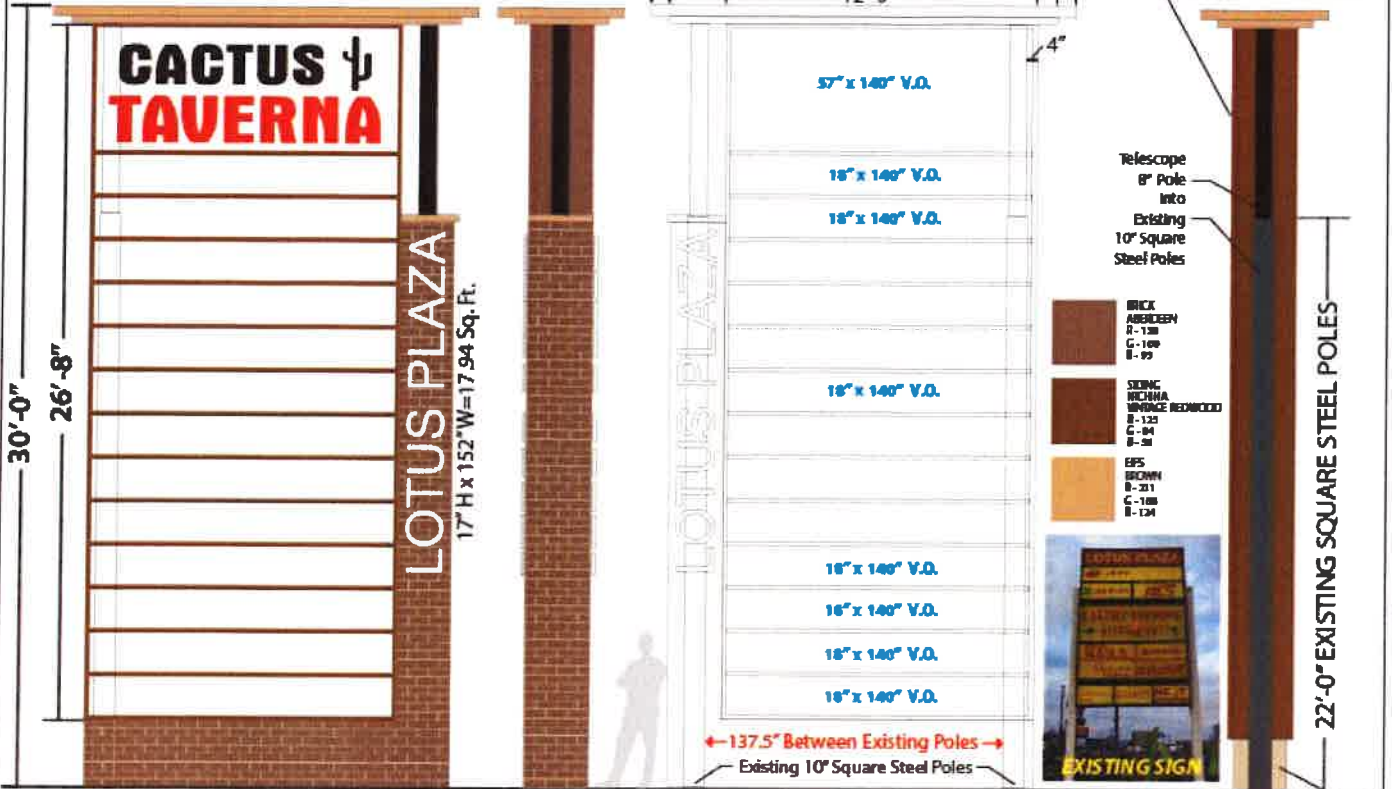 30'-0"
26'-8"
CACTUS
TAVERNA
LOTUS PLAZA
17" H x 152" W=17.94 Sq. Ft.
4"
57" x 140" V.O.
18" x 140" V.O.
18" x 140" V.O.
LOTUS PLAZA
18" x 140" V.O.
18" x 140" V.O.
18" x 140" V.O.
18" x 140" V.O.
18" x 140" V.O.
137.5" Between Existing Poles
Existing 10" Square Steel Poles
Telescope
8" Pole
into
Existing
10" Square
Steel Poles
BRICK
ABERDEEN
SIDING
NICHIHA
VINTAGE REDWOOD
EIFS
BROWN
LOTUS PLAZA
EXISTING SIGN
22'-0" EXISTING SQUARE STEEL POLES